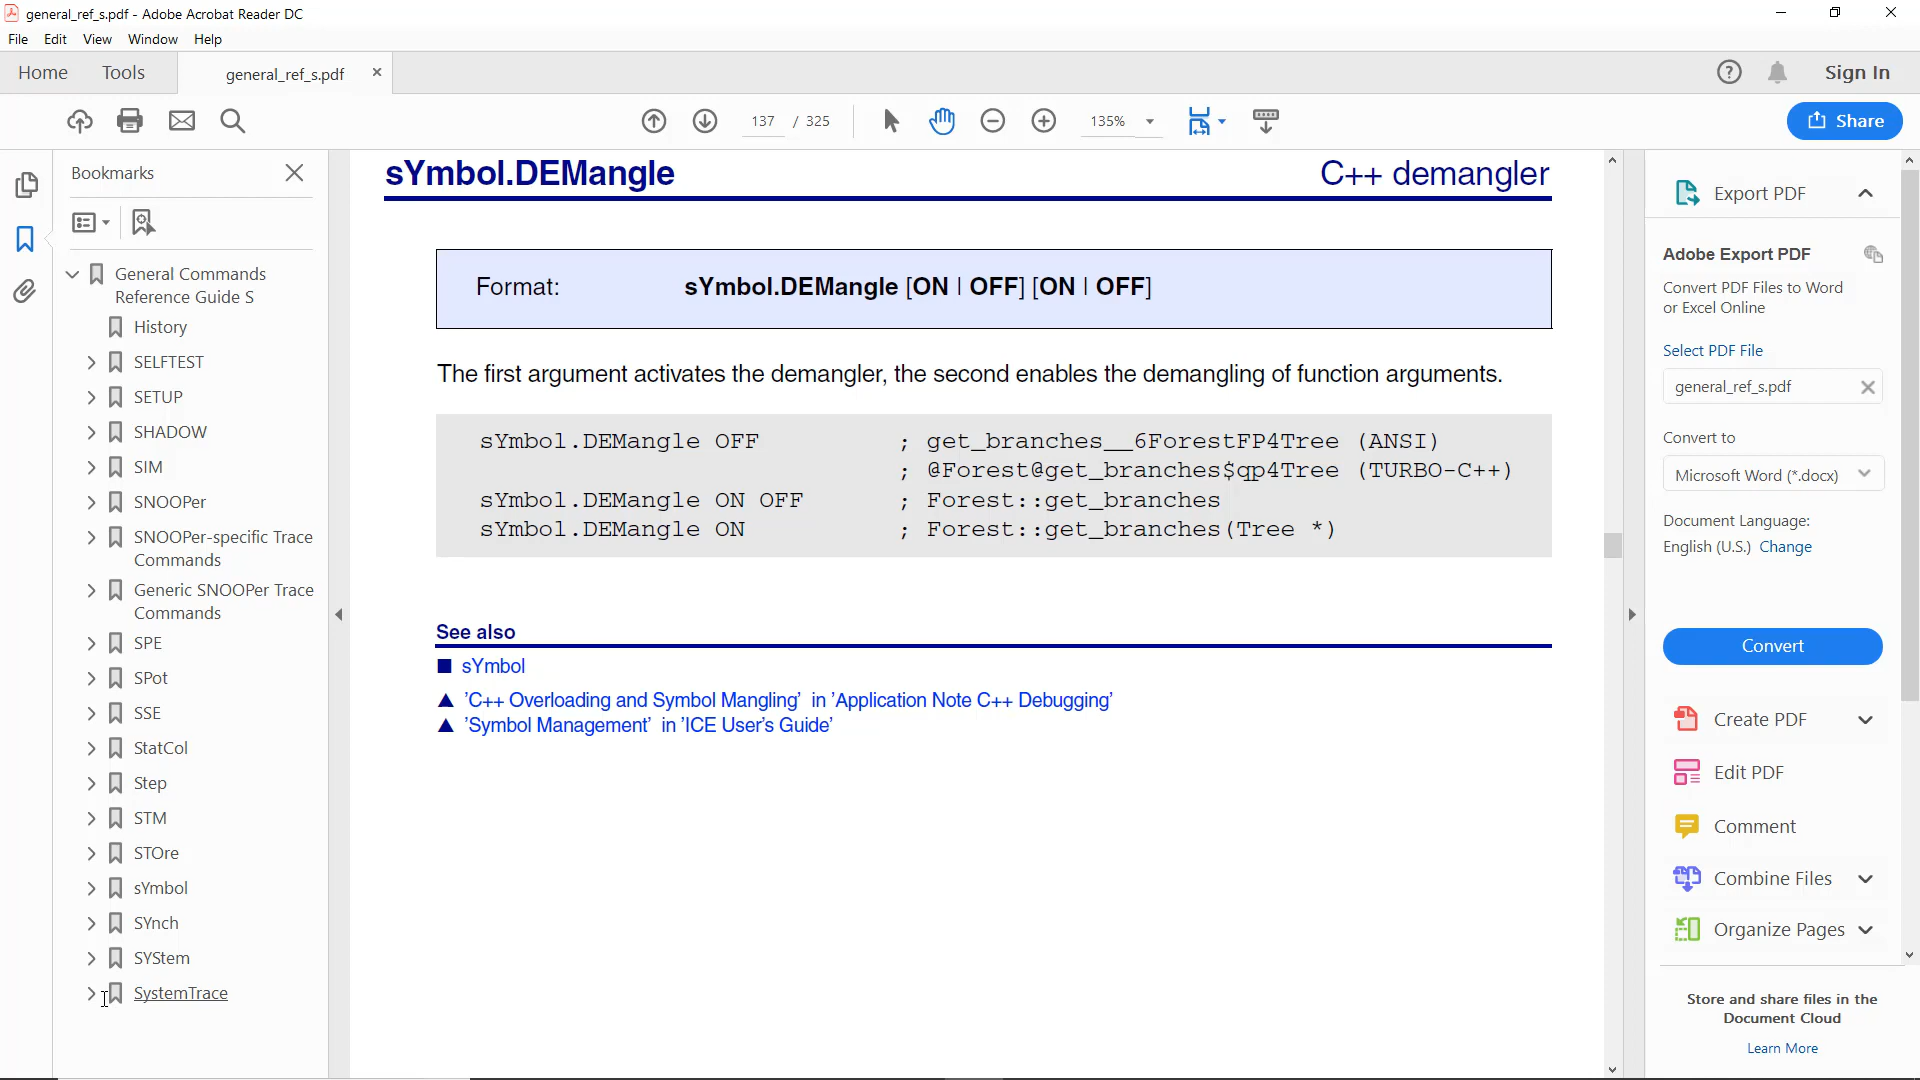 general_ref_s.pdf - Adobe Acrobat Reader DC
File Edit View Window Help
Home Tools general_ref_s.pdf Sign In
137 / 325 135% Share
Bookmarks
General Commands
Reference Guide S
History
SELFTEST
SETUP
SHADOW
SIM
SNOOPer
SNOOPer-specific Trace
Commands
Generic SNOOPer Trace
Commands
SPE
SPot
SSE
StatCol
Step
STM
STOre
sYmbol
SYnch
SYStem
SystemTrace
sYmbol.DEMangle C++ demangler
Format: sYmbol.DEMangle [ON | OFF] [ON | OFF]
The first argument activates the demangler, the second enables the demangling of function arguments.
sYmbol.DEMangle OFF ; get_branches__6ForestFP4Tree (ANSI)
; @Forest@get_branches$qp4Tree (TURBO-C++)
sYmbol.DEMangle ON OFF ; Forest::get_branches
sYmbol.DEMangle ON ; Forest::get_branches(Tree *)
See also
■ sYmbol
▲ ’C++ Overloading and Symbol Mangling’ in ’Application Note C++ Debugging’
▲ ’Symbol Management’ in ’ICE User’s Guide’
Export PDF
Adobe Export PDF
Convert PDF Files to Word
or Excel Online
Select PDF File
general_ref_s.pdf
Convert to
Microsoft Word (*.docx)
Document Language:
English (U.S.) Change
Convert
Create PDF
Edit PDF
Comment
Combine Files
Organize Pages
Store and share files in the
Document Cloud
Learn More